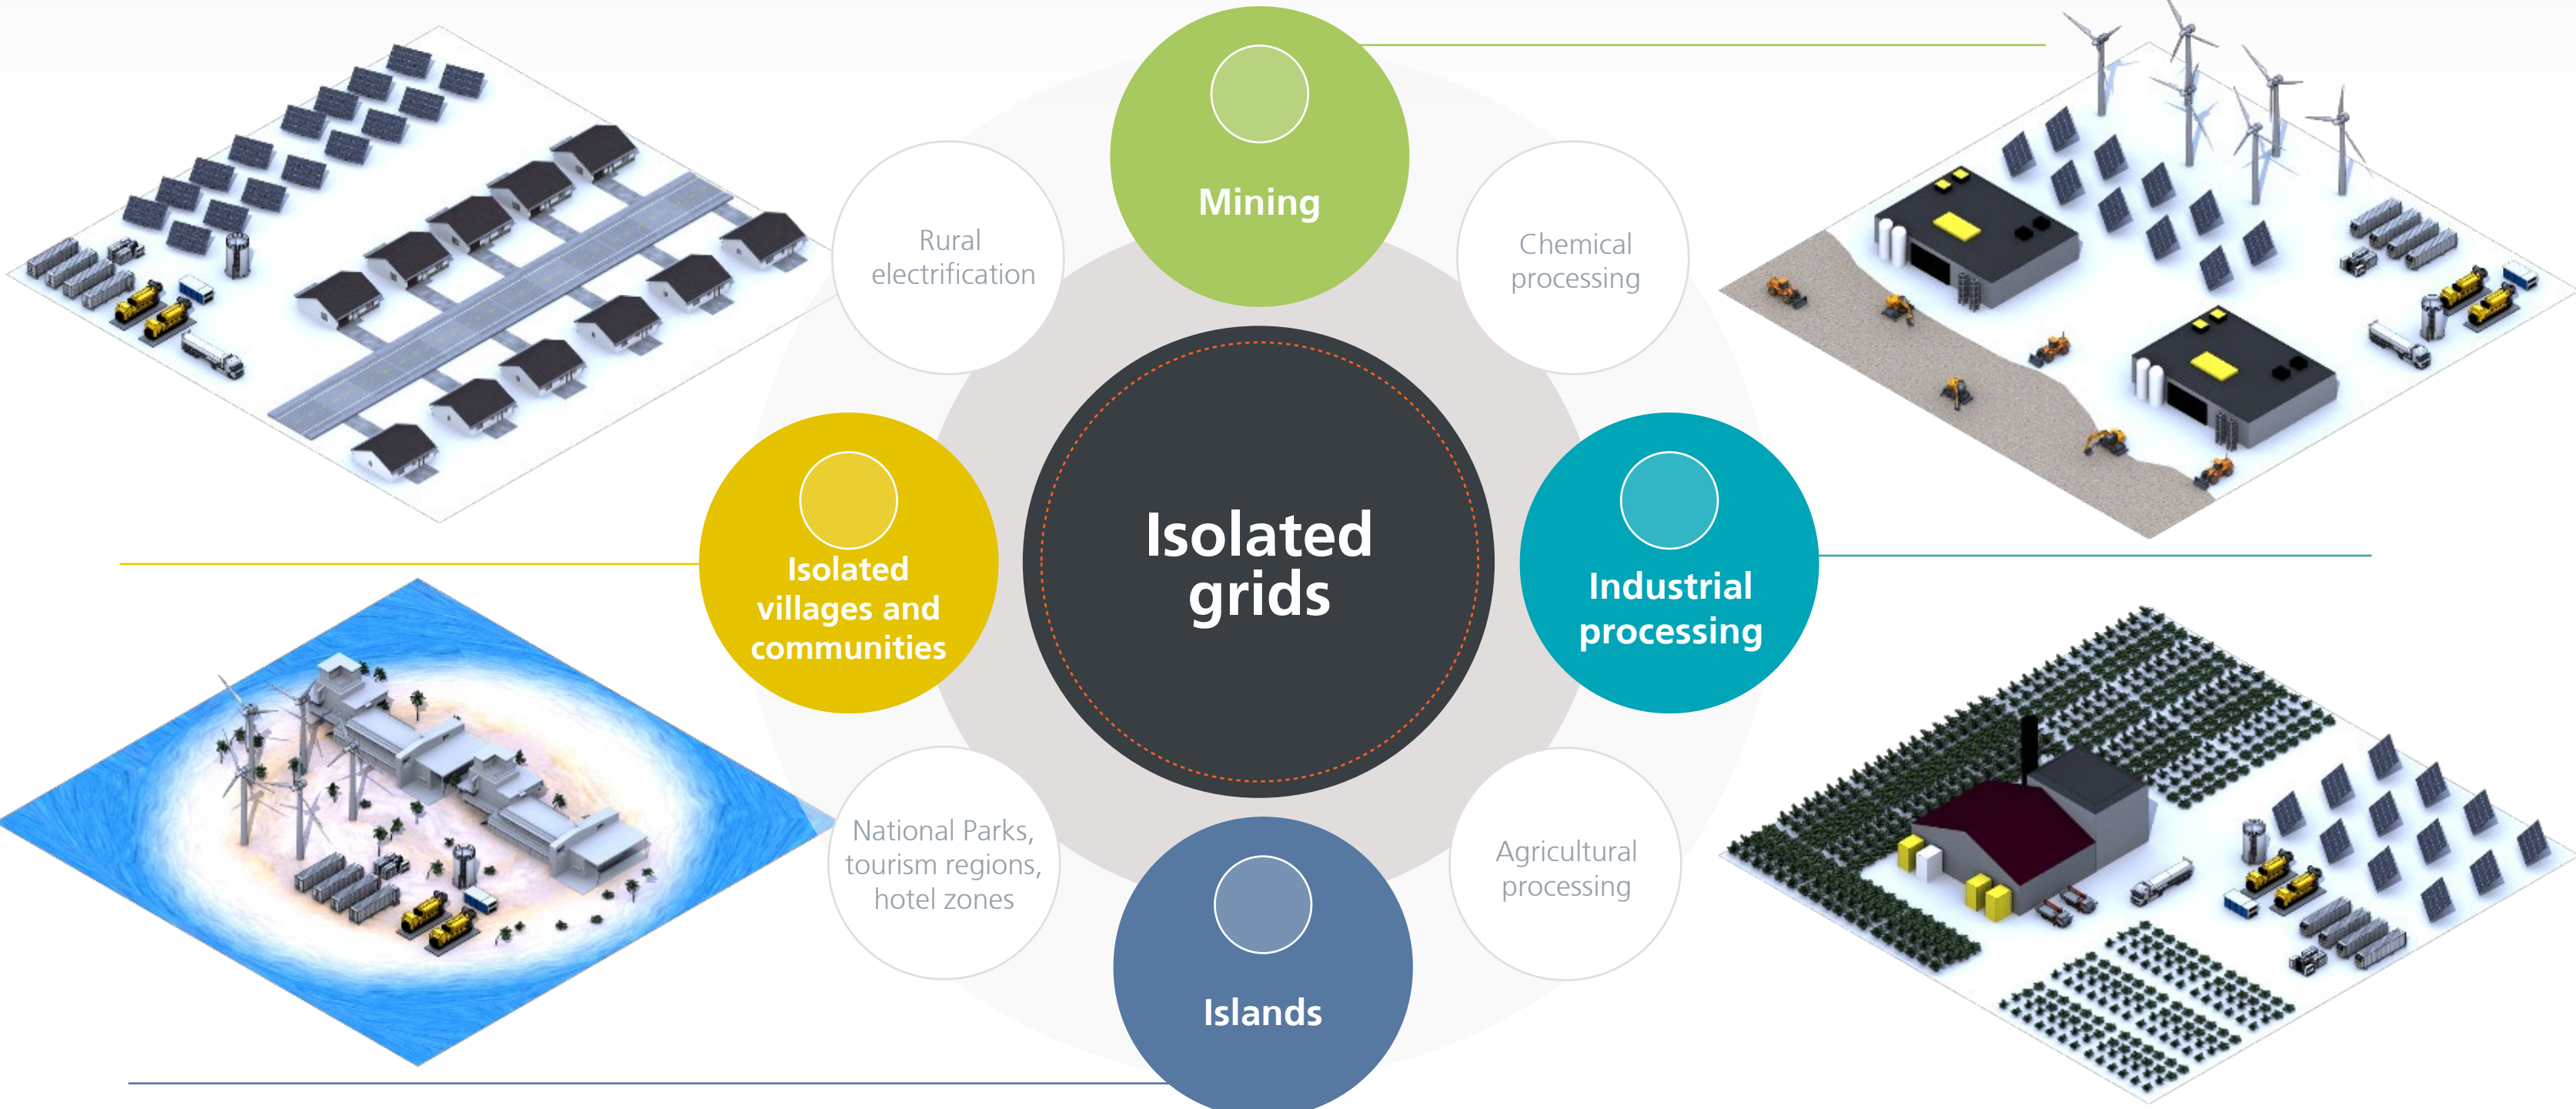 Mining
Rural
electrification
Chemical
processing
Isolated
villages and
communities
Isolated
grids
Industrial
processing
National Parks,
tourism regions,
hotel zones
Agricultural
processing
Islands